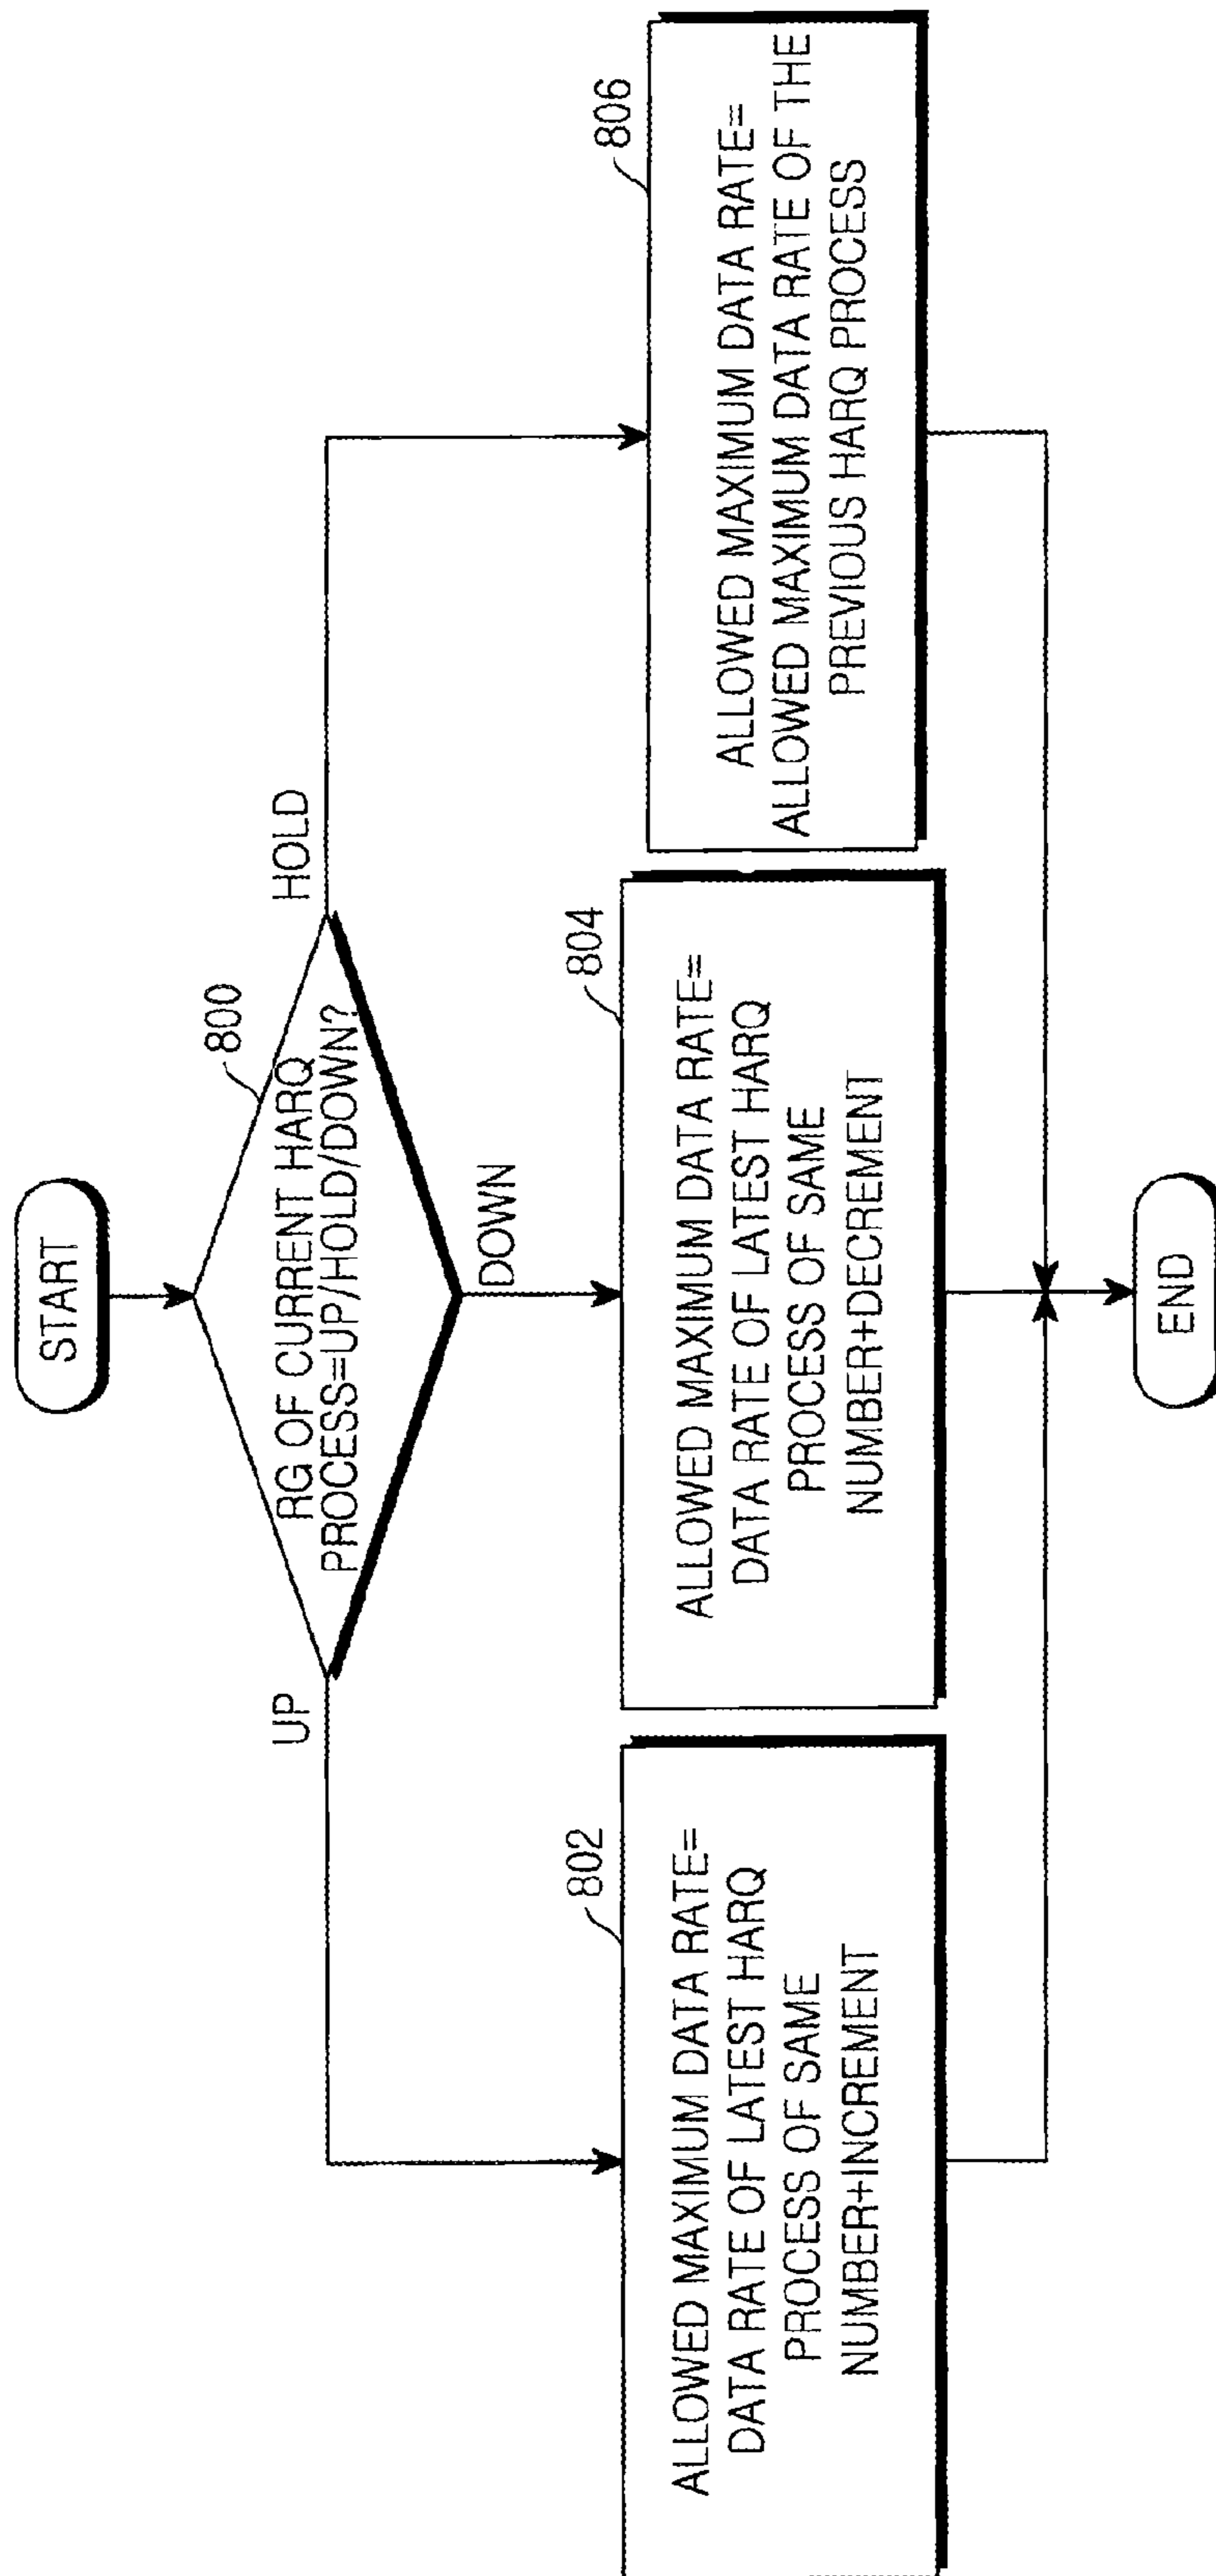 START
800
RG OF CURRENT HARQ
PROCESS=UP/HOLD/DOWN?
UP
DOWN
HOLD
802
ALLOWED MAXIMUM DATA RATE=
DATA RATE OF LATEST HARQ
PROCESS OF SAME
NUMBER+INCREMENT
804
ALLOWED MAXIMUM DATA RATE=
DATA RATE OF LATEST HARQ
PROCESS OF SAME
NUMBER+DECREMENT
806
ALLOWED MAXIMUM DATA RATE=
ALLOWED MAXIMUM DATA RATE OF THE
PREVIOUS HARQ PROCESS
END